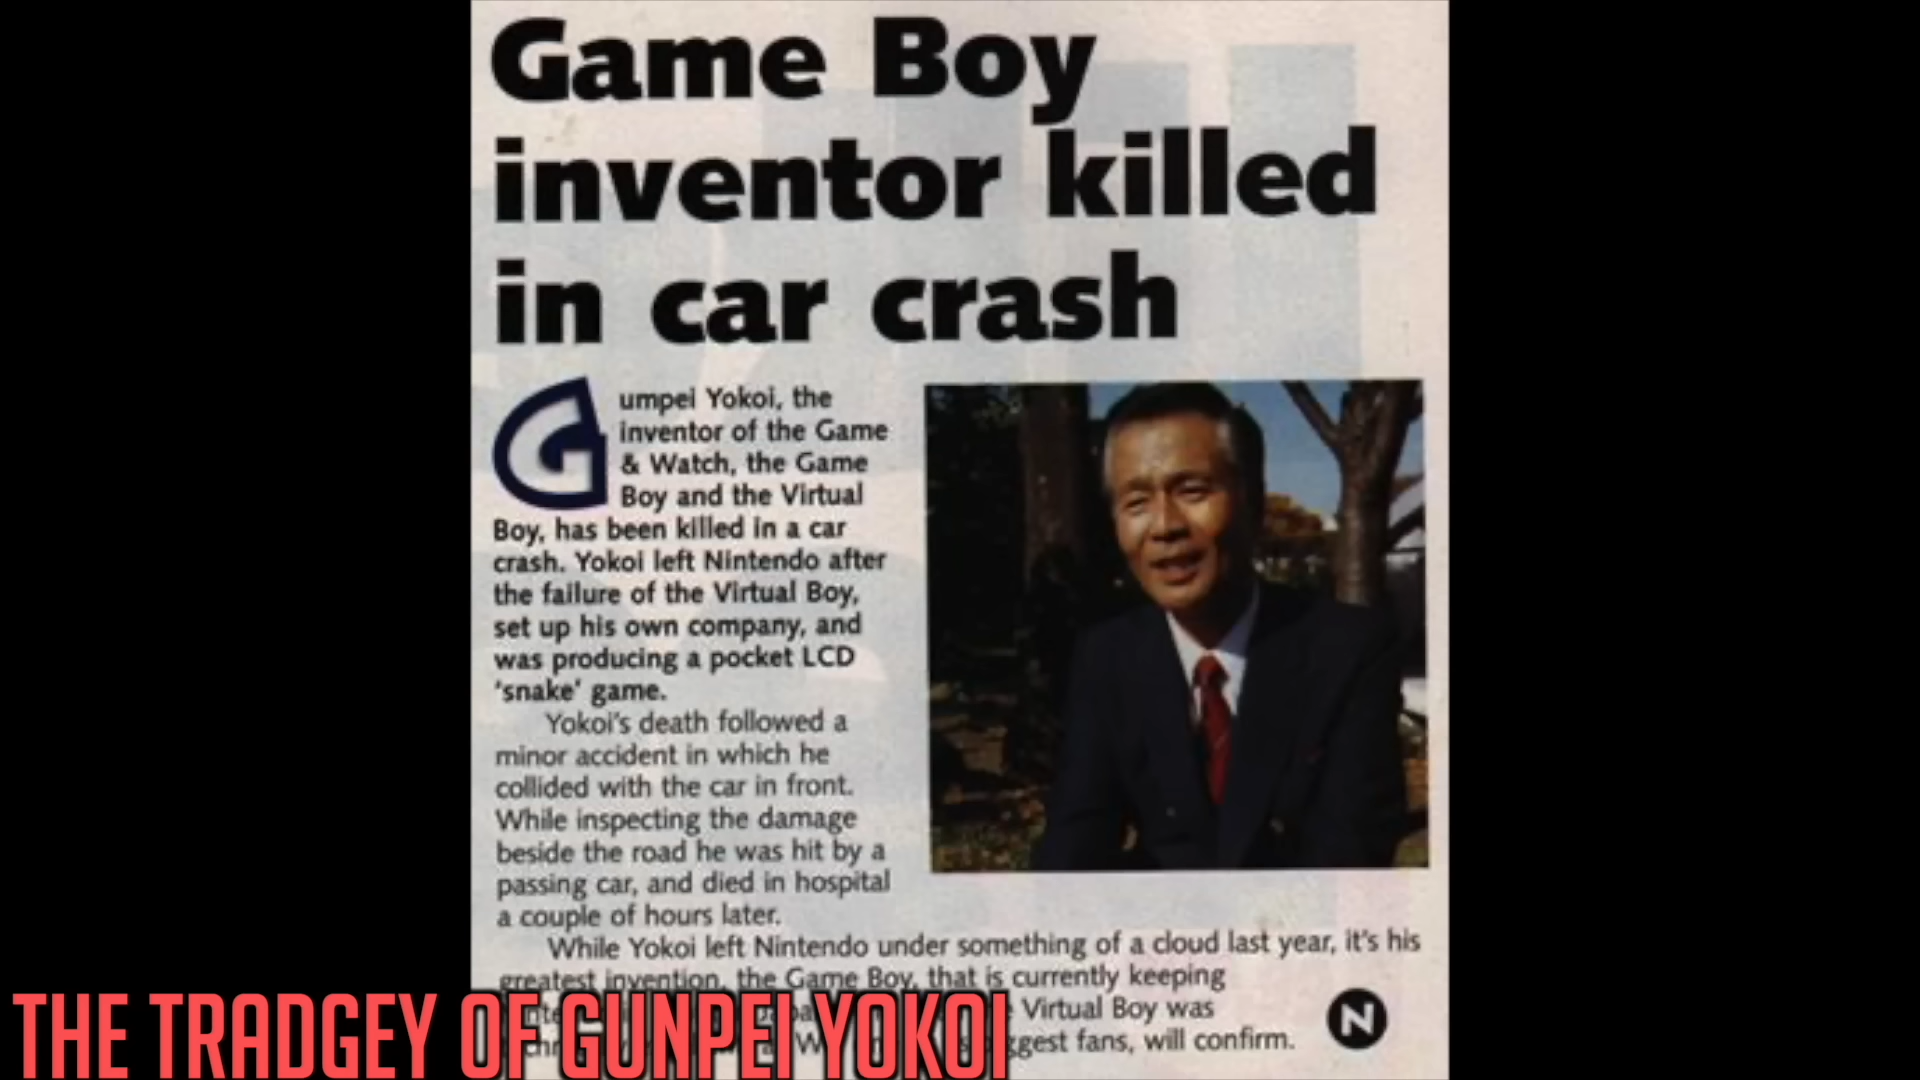 Game Boy
inventor killed
in car crash
Gumpei Yokoi, the
inventor of the Game
& Watch, the Game
Boy and the Virtual
Boy, has been killed in a car
crash. Yokoi left Nintendo after
the failure of the Virtual Boy,
set up his own company, and
was producing a pocket LCD
'snake' game.
Yokoi's death followed a
minor accident in which he
collided with the car in front.
While inspecting the damage
beside the road he was hit by a
passing car, and died in hospital
a couple of hours later.
While Yokoi left Nintendo under something of a cloud last year, it's his
greatest invention, the Game Boy, that is currently keeping
Virtual Boy was
fans, will confirm.
N
THE TRADGEY OF GUNPEI YOKOI